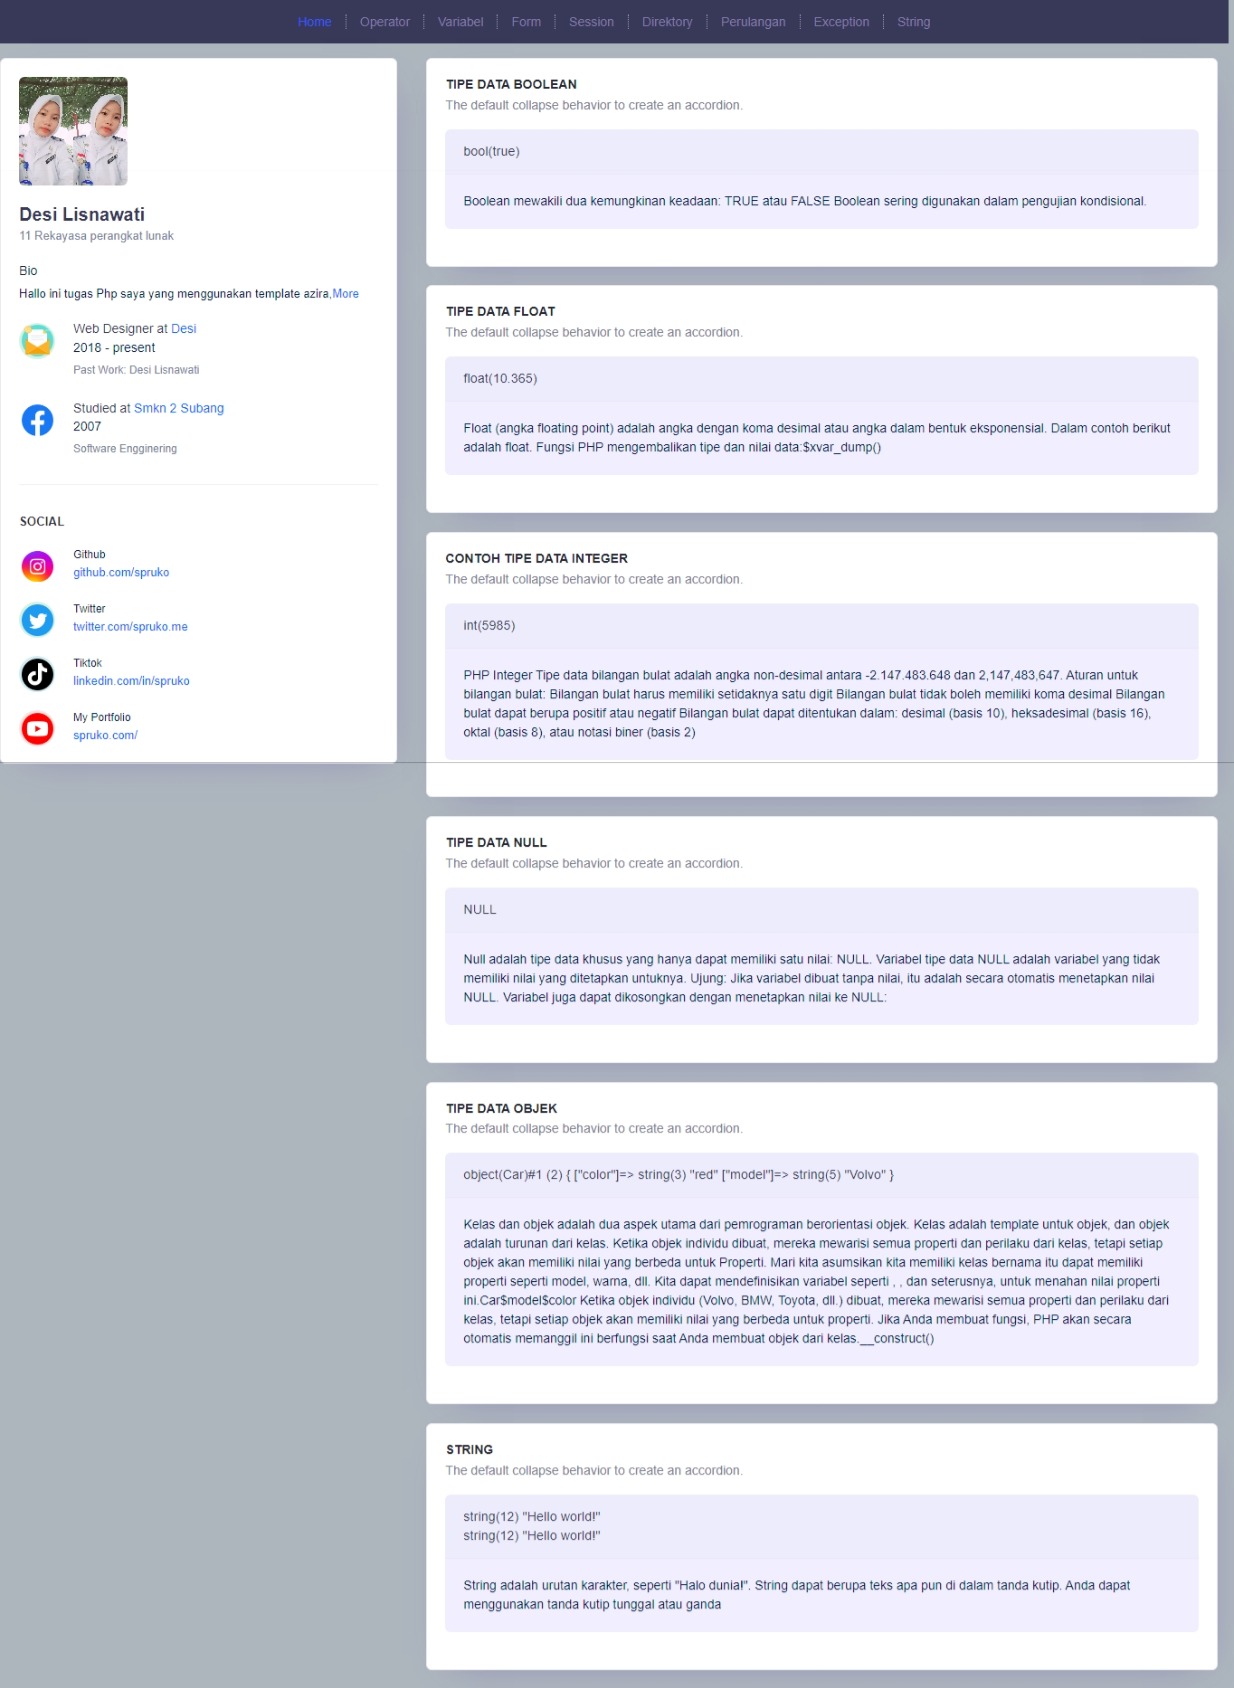 Home
Operator
Variabel
Form
Session
Direktory
Perulangan
Exception
String
Desi Lisnawati
11 Rekayasa perangkat lunak
Bio
Hallo ini tugas Php saya yang menggunakan template azira,More
Web Designer at Desi
2018 - present
Past Work: Desi Lisnawati
Studied at Smkn 2 Subang
2007
Software Engginering
SOCIAL
Github
github.com/spruko
Twitter
twitter.com/spruko.me
Tiktok
linkedin.com/in/spruko
My Portfolio
spruko.com/
TIPE DATA BOOLEAN
The default collapse behavior to create an accordion.
bool(true)
Boolean mewakili dua kemungkinan keadaan: TRUE atau FALSE Boolean sering digunakan dalam pengujian kondisional.
TIPE DATA FLOAT
The default collapse behavior to create an accordion.
float(10.365)
Float (angka floating point) adalah angka dengan koma desimal atau angka dalam bentuk eksponensial. Dalam contoh berikut
adalah float. Fungsi PHP mengembalikan tipe dan nilai data:$xvar_dump()
CONTOH TIPE DATA INTEGER
The default collapse behavior to create an accordion.
int(5985)
PHP Integer Tipe data bilangan bulat adalah angka non-desimal antara -2.147.483.648 dan 2,147,483,647. Aturan untuk
bilangan bulat: Bilangan bulat harus memiliki setidaknya satu digit Bilangan bulat tidak boleh memiliki koma desimal Bilangan
bulat dapat berupa positif atau negatif Bilangan bulat dapat ditentukan dalam: desimal (basis 10), heksadesimal (basis 16),
oktal (basis 8), atau notasi biner (basis 2)
TIPE DATA NULL
The default collapse behavior to create an accordion.
NULL
Null adalah tipe data khusus yang hanya dapat memiliki satu nilai: NULL. Variabel tipe data NULL adalah variabel yang tidak
memiliki nilai yang ditetapkan untuknya. Ujung: Jika variabel dibuat tanpa nilai, itu adalah secara otomatis menetapkan nilai
NULL. Variabel juga dapat dikosongkan dengan menetapkan nilai ke NULL:
TIPE DATA OBJEK
The default collapse behavior to create an accordion.
object(Car)#1 (2) { ["color"]=> string(3) "red" ["model"]=> string(5) "Volvo" }
Kelas dan objek adalah dua aspek utama dari pemrograman berorientasi objek. Kelas adalah template untuk objek, dan objek
adalah turunan dari kelas. Ketika objek individu dibuat, mereka mewarisi semua properti dan perilaku dari kelas, tetapi setiap
objek akan memiliki nilai yang berbeda untuk Properti. Mari kita asumsikan kita memiliki kelas bernama itu dapat memiliki
properti seperti model, warna, dll. Kita dapat mendefinisikan variabel seperti , , dan seterusnya, untuk menahan nilai properti
ini.Car$model$color Ketika objek individu (Volvo, BMW, Toyota, dll.) dibuat, mereka mewarisi semua properti dan perilaku dari
kelas, tetapi setiap objek akan memiliki nilai yang berbeda untuk properti. Jika Anda membuat fungsi, PHP akan secara
otomatis memanggil ini berfungsi saat Anda membuat objek dari kelas.__construct()
STRING
The default collapse behavior to create an accordion.
string(12) "Hello world!"
string(12) "Hello world!"
String adalah urutan karakter, seperti "Halo dunia!". String dapat berupa teks apa pun di dalam tanda kutip. Anda dapat
menggunakan tanda kutip tunggal atau ganda